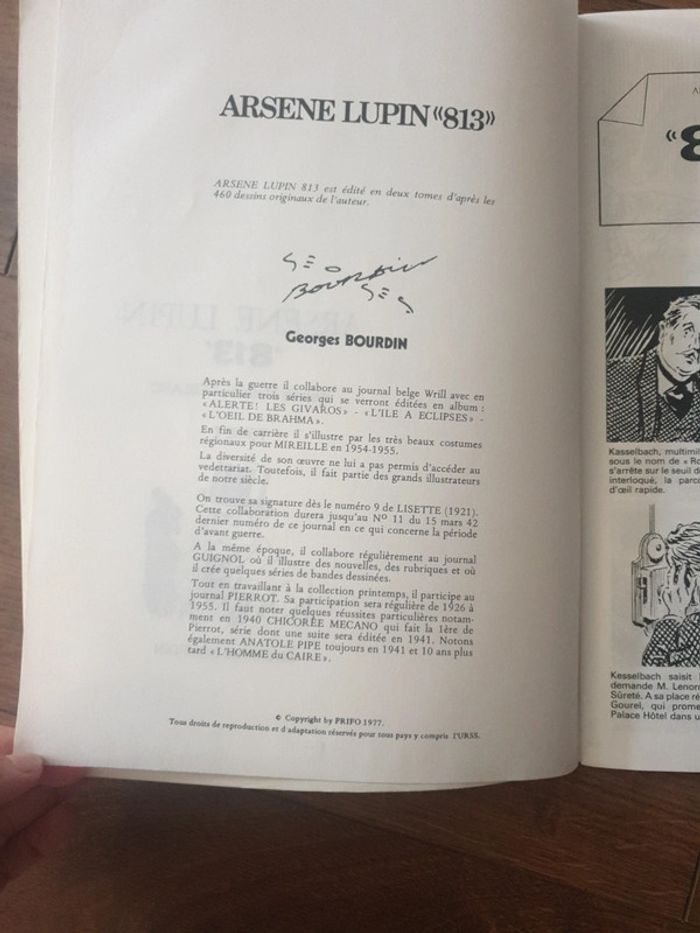 ARSENE LUPIN «813»
ARSENE LUPIN 813 est édité en deux tomes d'après les
460 dessins originaux de l'auteur.
GEO BOURDIN
GES
Georges BOURDIN
Après la guerre il collabore au journal belge Wrill avec en
particulier trois séries qui se verront éditées en album :
«ALERTE! LES GIVAROS» - «L'ILE A ECLIPSES» -
«L'OEIL DE BRAHMA».
En fin de carrière il s'illustre par les très beaux costumes
régionaux pour MIREILLE en 1954-1955.
La diversité de son œuvre ne lui a pas permis d'accéder au
vedettariat. Toutefois, il fait partie des grands illustrateurs
de notre siècle.
On trouve sa signature dès le numéro 9 de LISETTE (1921).
Cette collaboration durera jusqu'au Nº 11 du 15 mars 42
dernier numéro de ce journal en ce qui concerne la période
d'avant guerre.
A la même époque, il collabore régulièrement au journal
GUIGNOL où il illustre des nouvelles, des rubriques et où
il crée quelques séries de bandes dessinées.
Tout en travaillant à la collection printemps, il participe au
journal PIERROT. Sa participation sera régulière de 1926 à
1955. Il faut noter quelques réussites particulières notam-
ment en 1940 CHICORÉE MECANO qui fait la 1ère de
Pierrot, série dont une suite sera éditée en 1941. Notons
également ANATOLE PIPE toujours en 1941 et 10 ans plus
tard «L'HOMME du CAIRE».
© Copyright by PRIFO 1977.
Tous droits de reproduction et d'adaptation réservés pour tous pays y compris l'URSS.
«8
Kasselbach, multimil
sous le nom de «Ro
s'arrête sur le seuil d
interloqué, la parc
d'œil rapide.
Kesselbach saisit
demande M. Lenor
Sûreté. A sa place ré
Gourel, qui prome
Palace Hôtel dans u